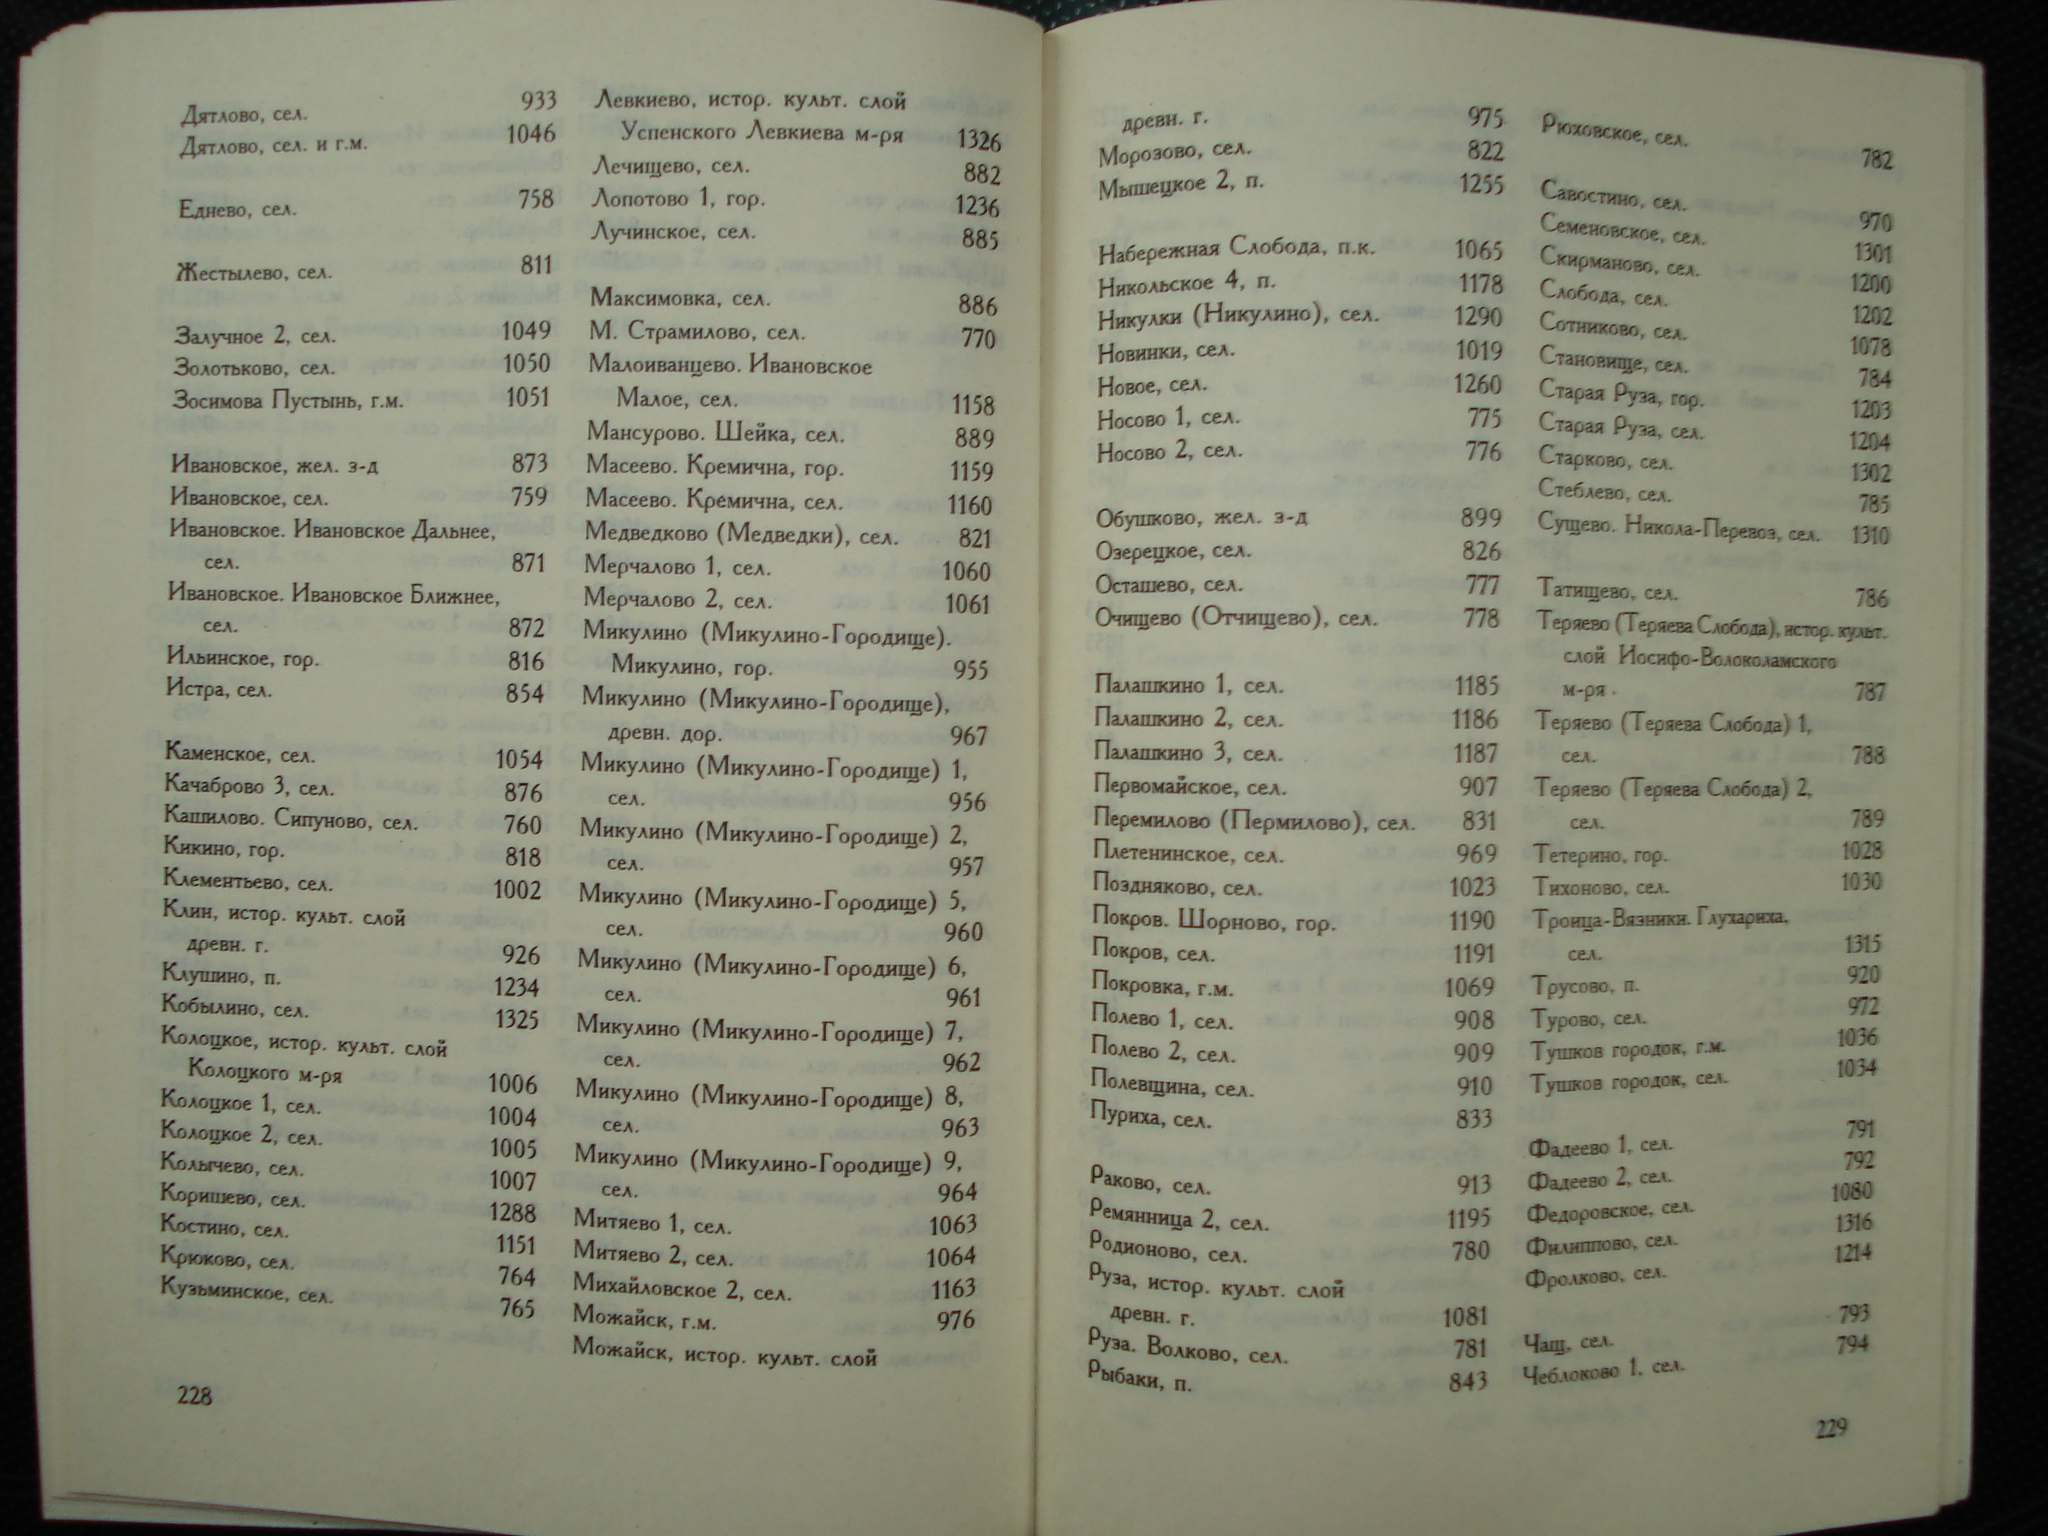 Дятлово, сел. 933
Дятлово, сел. и г.м. 1046
Еднево, сел. 758
Жестылево, сел. 811
Залучное 2, сел. 1049
Золотьково, сел. 1050
Зосимова Пустынь, г.м. 1051
Ивановское, жел. з-д 873
Ивановское, сел. 759
Ивановское. Ивановское Дальнее,
сел. 871
Ивановское. Ивановское Ближнее,
сел. 872
Ильинское, гор. 816
Истра, сел. 854
Каменское, сел. 1054
Качаброво 3, сел. 876
Кашилово. Сипуново, сел. 760
Кикино, гор. 818
Клементьево, сел. 1002
Клин, истор. культ. слой
древн. г. 926
Клушино, п. 1234
Кобылино, сел. 1325
Колоцкое, истор. культ. слой
Колоцкого м-ря 1006
Колоцкое 1, сел. 1004
Колоцкое 2, сел. 1005
Колычево, сел. 1007
Коришево, сел. 1288
Костино, сел. 1151
Крюково, сел. 764
Кузьминское, сел. 765
228
Левкиево, истор. культ. слой
Успенского Левкиева м-ря 1326
Лечищево, сел. 882
Лопотово 1, гор. 1236
Лучинское, сел. 885
Максимовка, сел. 886
М. Страмилово, сел. 770
Малоиванцево. Ивановское
Малое, сел. 1158
Мансурово. Шейка, сел. 889
Масеево. Кремична, гор. 1159
Масеево. Кремична, сел. 1160
Медведково (Медведки), сел. 821
Мерчалово 1, сел. 1060
Мерчалово 2, сел. 1061
Микулино (Микулино-Городище).
Микулино, гор. 955
Микулино (Микулино-Городище),
древн. дор. 967
Микулино (Микулино-Городище) 1,
сел. 956
Микулино (Микулино-Городище) 2,
сел. 957
Микулино (Микулино-Городище) 5,
сел. 960
Микулино (Микулино-Городище) 6,
сел. 961
Микулино (Микулино-Городище) 7,
сел. 962
Микулино (Микулино-Городище) 8,
сел. 963
Микулино (Микулино-Городище) 9,
сел. 964
Митяево 1, сел. 1063
Митяево 2, сел. 1064
Михайловское 2, сел. 1163
Можайск, г.м. 976
Можайск, истор. культ. слой
древн. г. 975
Морозово, сел. 822
Мышецкое 2, п. 1255
Набережная Слобода, п.к. 1065
Никольское 4, п. 1178
Никулки (Никулино), сел. 1290
Новинки, сел. 1019
Новое, сел. 1260
Носово 1, сел. 775
Носово 2, сел. 776
Обушково, жел. з-д 899
Озерецкое, сел. 826
Осташево, сел. 777
Очищево (Отчищево), сел. 778
Палашкино 1, сел. 1185
Палашкино 2, сел. 1186
Палашкино 3, сел. 1187
Первомайское, сел. 907
Перемилово (Пермилово), сел. 831
Плетенинское, сел. 969
Поздняково, сел. 1023
Покров. Шорново, гор. 1190
Покров, сел. 1191
Покровка, г.м. 1069
Полево 1, сел. 908
Полево 2, сел. 909
Полевщина, сел. 910
Пуриха, сел. 833
Раково, сел. 913
Ремянница 2, сел. 1195
Родионово, сел. 780
Руза, истор. культ. слой
древн. г. 1081
Руза. Волково, сел. 781
Рыбаки, п. 843
Рюховское, сел. 782
Савостино, сел. 970
Семеновское, сел. 1301
Скирманово, сел. 1200
Слобода, сел. 1202
Сотниково, сел. 1078
Становище, сел. 784
Старая Руза, гор. 1203
Старая Руза, сел. 1204
Старково, сел. 1302
Стеблево, сел. 785
Сущево. Никола-Перевоз, сел. 1310
Татищево, сел. 786
Теряево (Теряева Слобода), истор. культ.
слой Иосифо-Волоколамского
м-ря 787
Теряево (Теряева Слобода) 1,
сел. 788
Теряево (Теряева Слобода) 2,
сел. 789
Тетерино, гор. 1028
Тихоново, сел. 1030
Троица-Вязники. Глухариха,
сел. 1315
Трусово, п. 920
Турово, сел. 972
Тушков городок, г.м. 1036
Тушков городок, сел. 1034
Фадеево 1, сел. 791
Фадеево 2, сел. 792
Федоровское, сел. 1080
Филиппово, сел. 1316
Фролково, сел. 1214
Чащ, сел. 793
Чеблоково 1, сел. 794
229